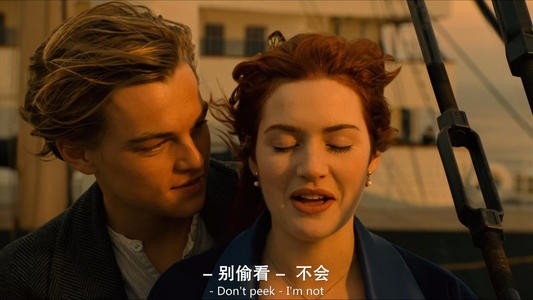 – 别偷看 – 不会
- Don't peek - I'm not